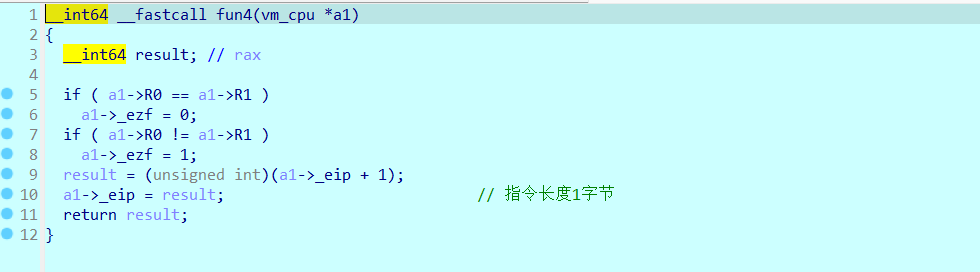 1 __int64 __fastcall fun4(vm_cpu *a1)
2 {
3   __int64 result; // rax
4
5   if ( a1->R0 == a1->R1 )
6     a1->_ezf = 0;
7   if ( a1->R0 != a1->R1 )
8     a1->_ezf = 1;
9   result = (unsigned int)(a1->_eip + 1);
10   a1->_eip = result;                            // 指令长度1字节
11   return result;
12 }